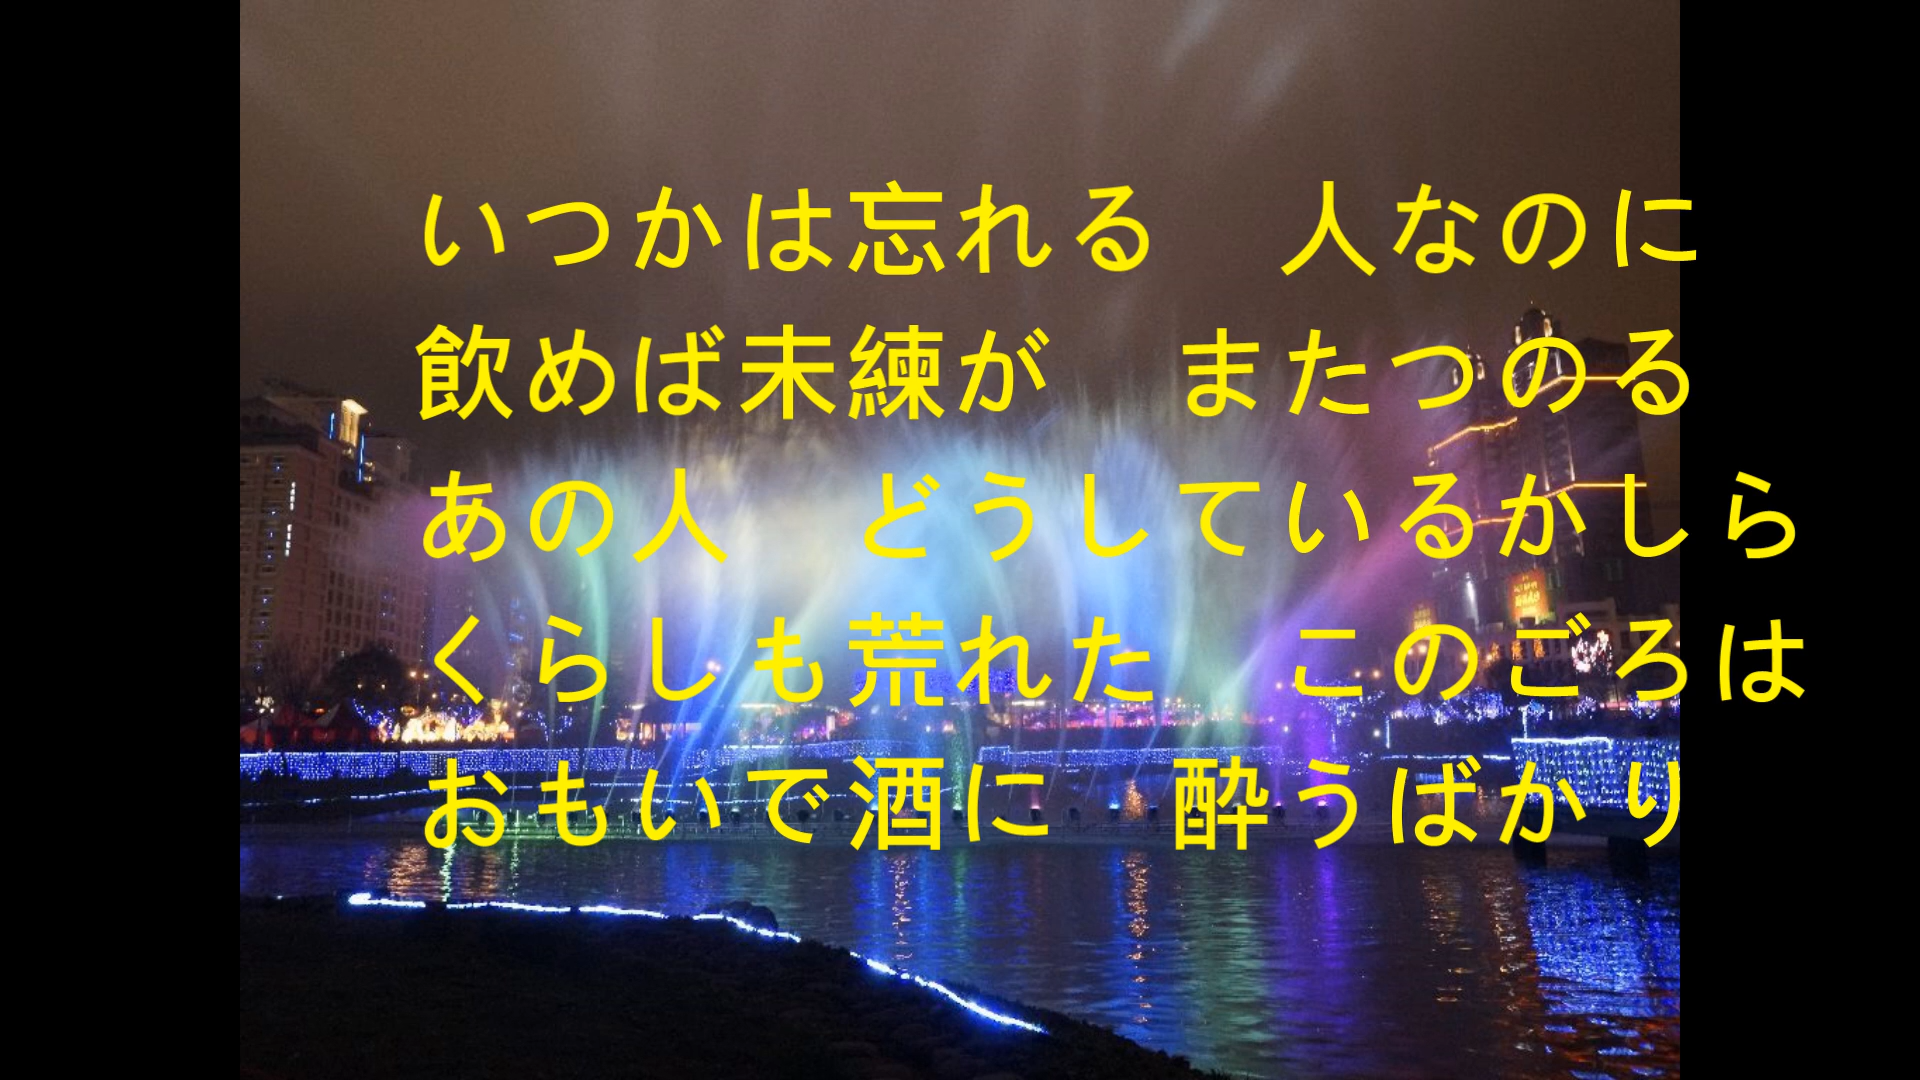 いつかは忘れる　人なのに
飲めば未練が　またつのる
あの人　どうしているかしら
くらしも荒れた　このごろは
おもいで酒に　酔うばかり